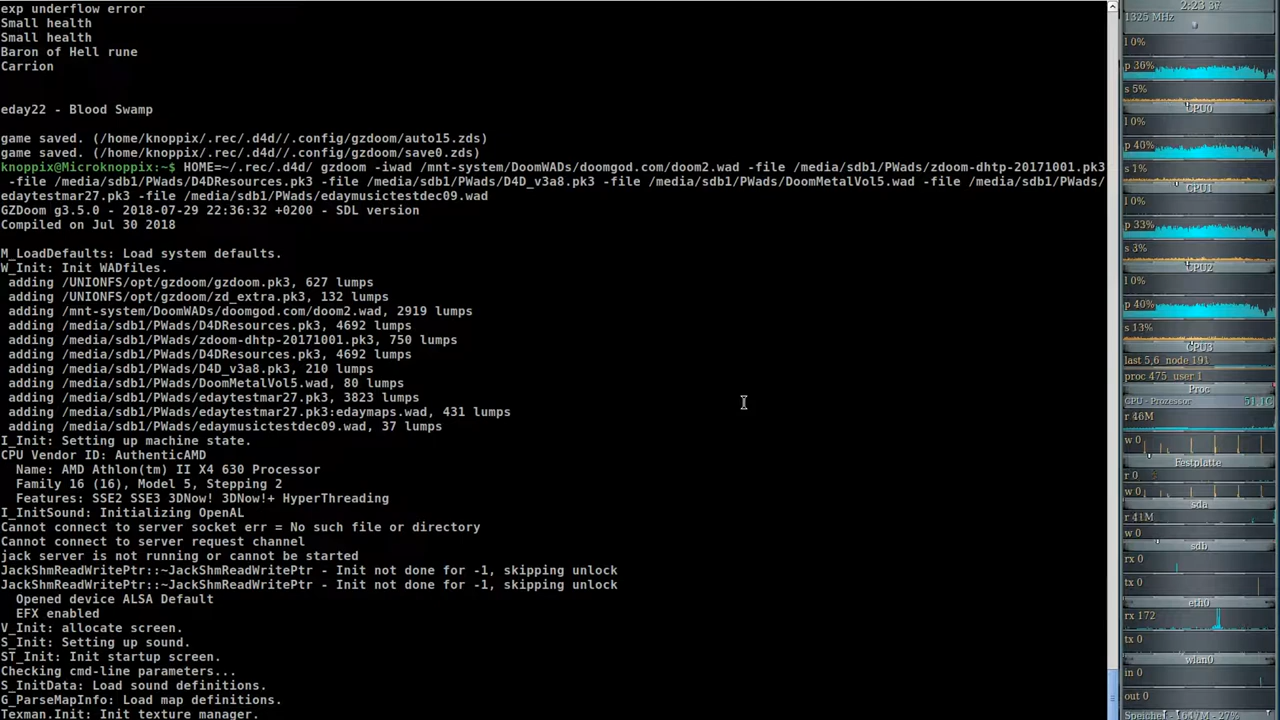 exp underflow error
Small health
Small health
Baron of Hell rune
Carrion
eday22 - Blood Swamp
game saved. (/home/knoppix/.rec/.d4d//.config/gzdoom/auto15.zds)
game saved. (/home/knoppix/.rec/.d4d//.config/gzdoom/save0.zds)
knoppix@Microknoppix:~$ HOME=~/.rec/.d4d/ gzdoom -iwad /mnt-system/DoomWADs/doomgod.com/doom2.wad -file /media/sdb1/PWads/zdoom-dhtp-20171001.pk3
-file /media/sdb1/PWads/D4DResources.pk3 -file /media/sdb1/PWads/D4D_v3a8.pk3 -file /media/sdb1/PWads/DoomMetalVol5.wad -file /media/sdb1/PWads/
edaytestmar27.pk3 -file /media/sdb1/PWads/edaymusictestdec09.wad
GZDoom g3.5.0 - 2018-07-29 22:36:32 +0200 - SDL version
Compiled on Jul 30 2018
M_LoadDefaults: Load system defaults.
W_Init: Init WADfiles.
adding /UNIONFS/opt/gzdoom/gzdoom.pk3, 627 lumps
adding /UNIONFS/opt/gzdoom/zd_extra.pk3, 132 lumps
adding /mnt-system/DoomWADs/doomgod.com/doom2.wad, 2919 lumps
adding /media/sdb1/PWads/D4DResources.pk3, 4692 lumps
adding /media/sdb1/PWads/zdoom-dhtp-20171001.pk3, 750 lumps
adding /media/sdb1/PWads/D4DResources.pk3, 4692 lumps
adding /media/sdb1/PWads/D4D_v3a8.pk3, 210 lumps
adding /media/sdb1/PWads/DoomMetalVol5.wad, 80 lumps
adding /media/sdb1/PWads/edaytestmar27.pk3, 3823 lumps
adding /media/sdb1/PWads/edaytestmar27.pk3:edaymaps.wad, 431 lumps
adding /media/sdb1/PWads/edaymusictestdec09.wad, 37 lumps
I_Init: Setting up machine state.
CPU Vendor ID: AuthenticAMD
Name: AMD Athlon(tm) II X4 630 Processor
Family 16 (16), Model 5, Stepping 2
Features: SSE2 SSE3 3DNow! 3DNow!+ HyperThreading
I_InitSound: Initializing OpenAL
Cannot connect to server socket err = No such file or directory
Cannot connect to server request channel
jack server is not running or cannot be started
JackShmReadWritePtr::~JackShmReadWritePtr - Init not done for -1, skipping unlock
JackShmReadWritePtr::~JackShmReadWritePtr - Init not done for -1, skipping unlock
Opened device ALSA Default
EFX enabled
V_Init: allocate screen.
S_Init: Setting up sound.
ST_Init: Init startup screen.
Checking cmd-line parameters...
S_InitData: Load sound definitions.
G_ParseMapInfo: Load map definitions.
Texman.Init: Init texture manager.
2:23 37
1325 MHz
l 0%
p 36%
s 5%
CPU0
l 0%
p 40%
s 1%
CPU1
l 0%
p 33%
s 3%
CPU2
l 0%
p 40%
s 13%
CPU3
last 5,6 node 191
proc 475 user 1
Proc
CPU - Prozessor 51,1C
r 46M
w 0
Festplatte
r 0
w 0
sda
r 41M
w 0
sdb
rx 0
tx 0
eth0
rx 172
tx 0
wlan0
in 0
out 0
Speicher - 1647M - 27%